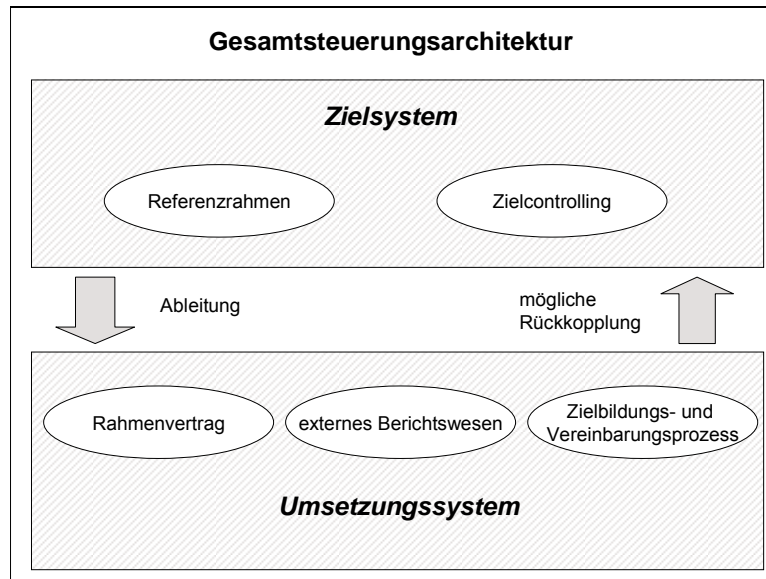 Gesamtsteuerungsarchitektur
Zielsystem
Referenzrahmen
Zielcontrolling
Ableitung
mögliche
Rückkopplung
Rahmenvertrag
externes Berichtswesen
Zielbildungs- und
Vereinbarungsprozess
Umsetzungssystem